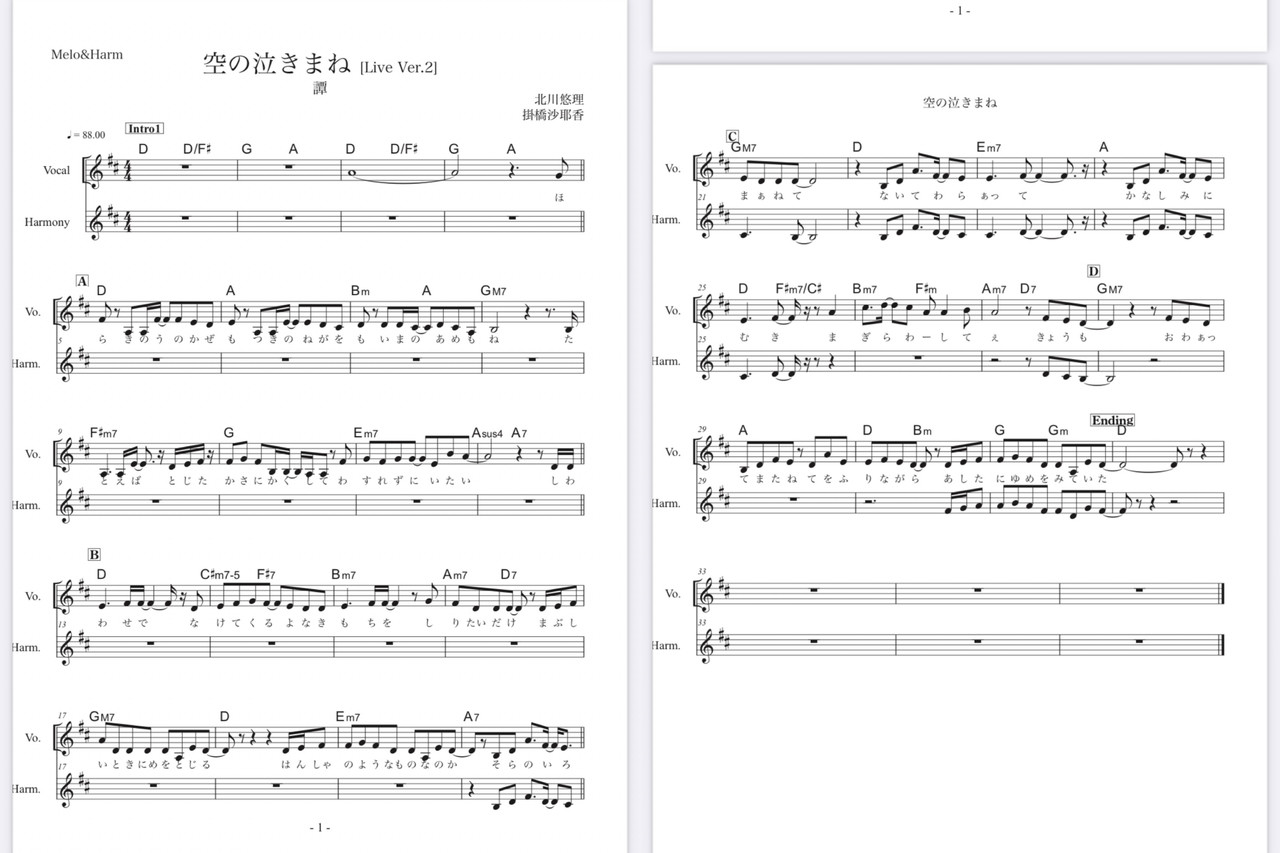 Melo&Harm
空の泣きまね [Live Ver.2]
譚
北川悠理
掛橋沙耶香
♩= 88.00
Intro1
D D/F♯ G A D D/F♯ G A
Vocal
ほ
Harmony
A
D A Bm A GM7
Vo.
5
ら きのうのかぜ も つきのねがを も いまの あめも ね た
Harm.
9
F♯m7 G Em7 Asus4 A7
Vo.
9
とえば とじた かさにかくしてわ すれずに いたい しわ
Harm.
B
D C♯m7-5 F♯7 Bm7 Am7 D7
Vo.
13
わ せで な けてくる よなき も ちを し りたいだけ まぶし
Harm.
17
GM7 D Em7 A7
Vo.
17
いときにめをとじる はんしゃ のようなものなのか そらのいろ
Harm.
- 1 -
- 1 -
空の泣きまね
C
GM7 D Em7 A
Vo.
21
まぁねて ないてわら ぁって かなしみに
Harm.
D
25
D F♯m7/C♯ Bm7 F♯m Am7 D7 GM7
Vo.
25
む き ま ぎ ら わ ー し て ぇ きょうも おわぁっ
Harm.
Ending
29
A D Bm G Gm D
Vo.
29
てまたねてをふ りながら あした にゆめをみていた
Harm.
33
Vo.
33
Harm.